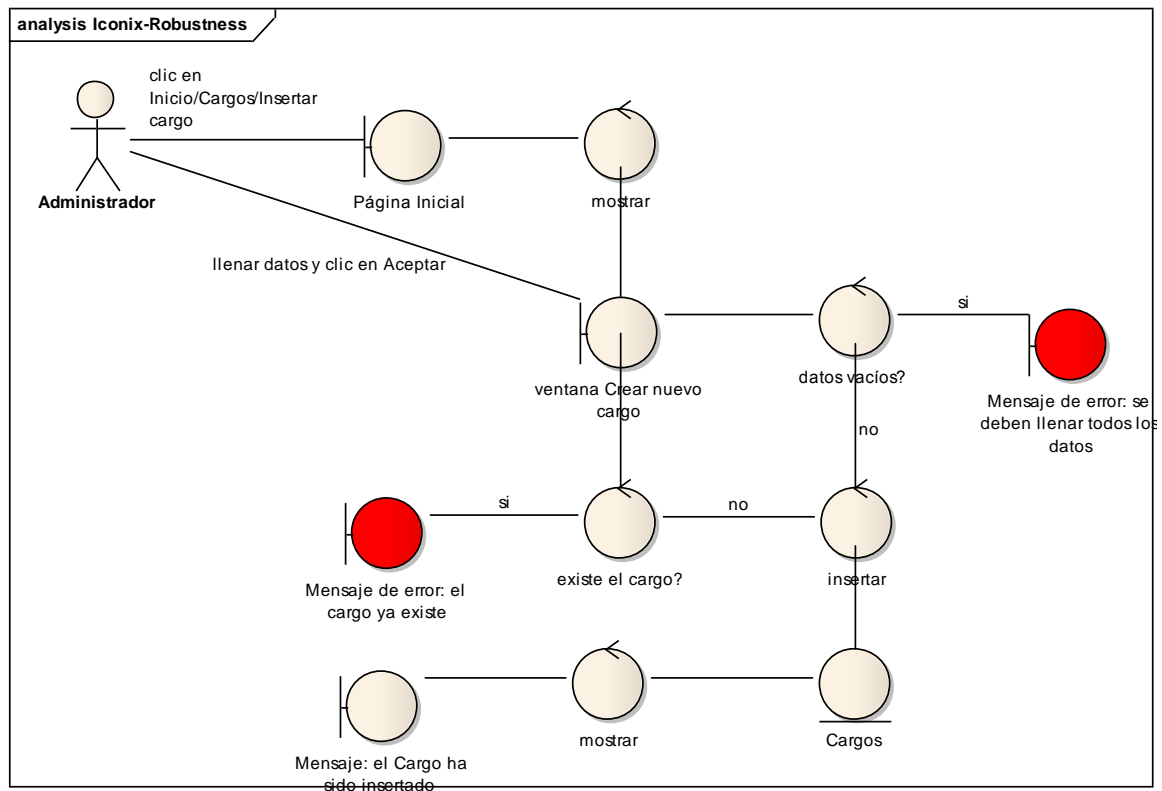 analysis Iconix-Robustness
clic en
Inicio/Cargos/Insertar
cargo
Administrador
Página Inicial
mostrar
llenar datos y clic en Aceptar
si
datos vacíos?
ventana Crear nuevo
cargo
Mensaje de error: se
deben llenar todos los
datos
no
si
no
existe el cargo?
insertar
Mensaje de error: el
cargo ya existe
mostrar
Cargos
Mensaje: el Cargo ha
sido insertado